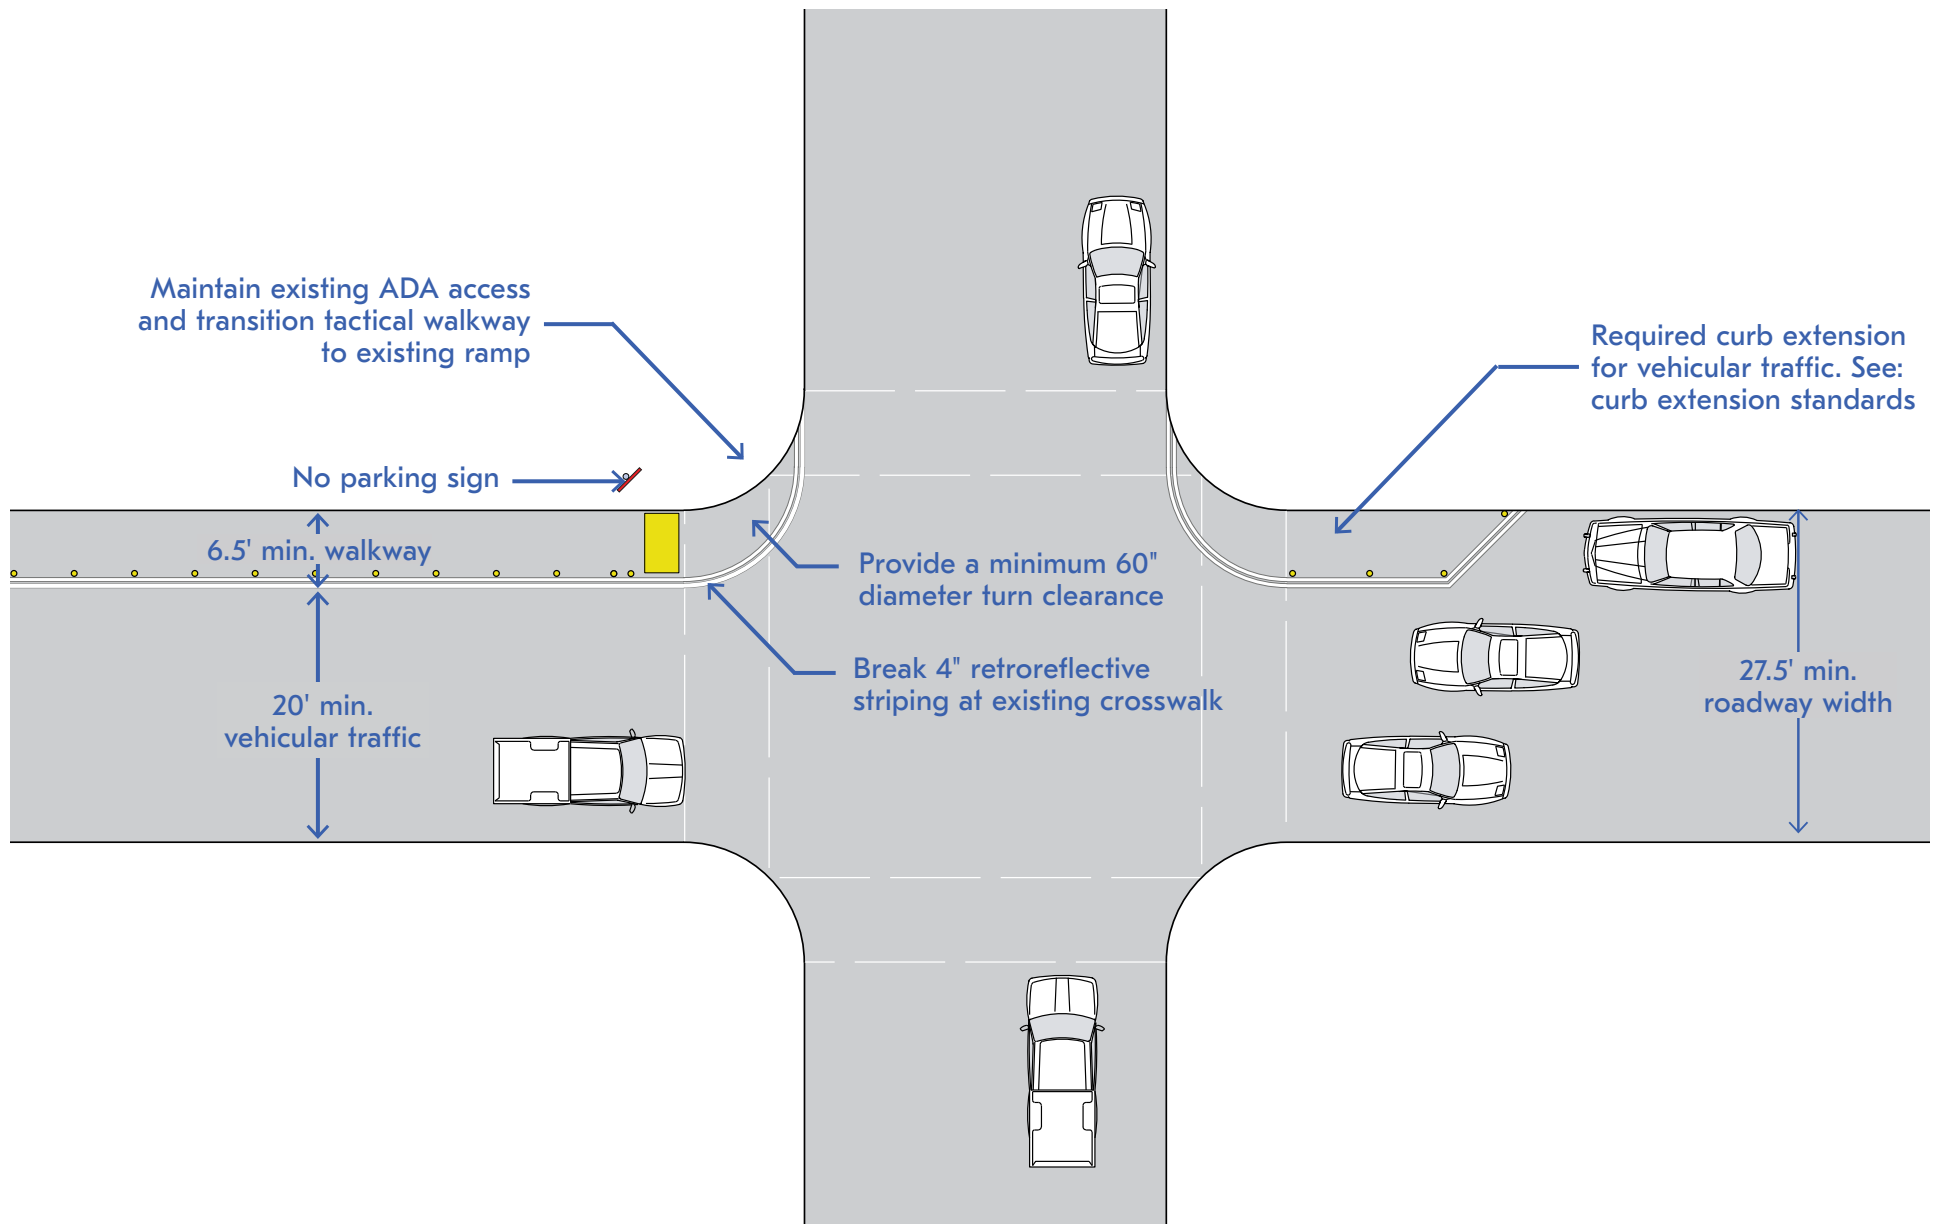 Maintain existing ADA access
and transition tactical walkway
to existing ramp
Required curb extension
for vehicular traffic. See:
curb extension standards
No parking sign
6.5' min. walkway
Provide a minimum 60"
diameter turn clearance
Break 4" retroreflective
striping at existing crosswalk
20' min.
vehicular traffic
27.5' min.
roadway width